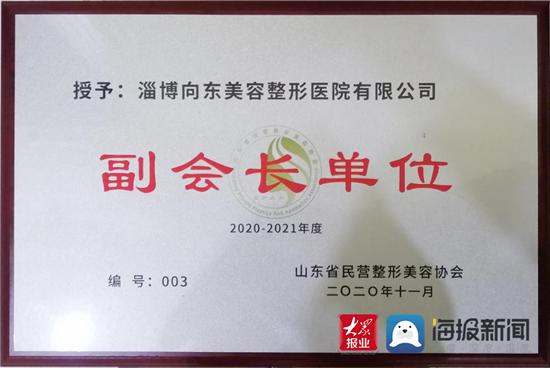 授予：淄博向东美容整形医院有限公司
副会长单位
2020-2021年度
编 号：003
山东省民营整形美容协会
二〇二〇年十一月
大众报业
海报新闻